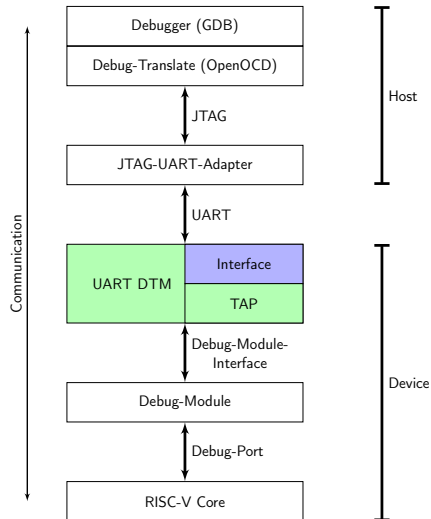 Debugger (GDB)
Debug-Translate (OpenOCD)
JTAG
Host
JTAG-UART-Adapter
UART
Communication
UART DTM
Interface
TAP
Debug-Module-
Interface
Device
Debug-Module
Debug-Port
RISC-V Core